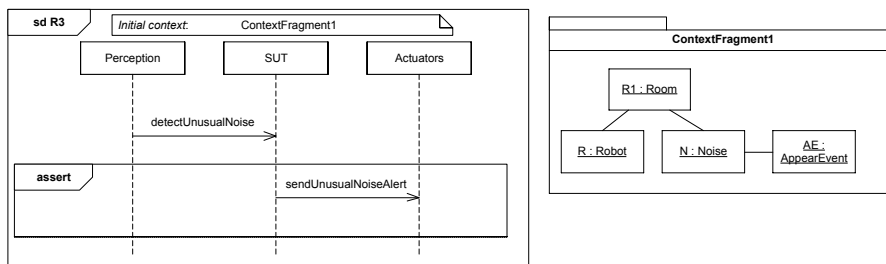 sd R3
Initial context: ContextFragment1
Perception
SUT
Actuators
detectUnusualNoise
assert
sendUnusualNoiseAlert
ContextFragment1
R1 : Room
R : Robot
N : Noise
AE :
AppearEvent